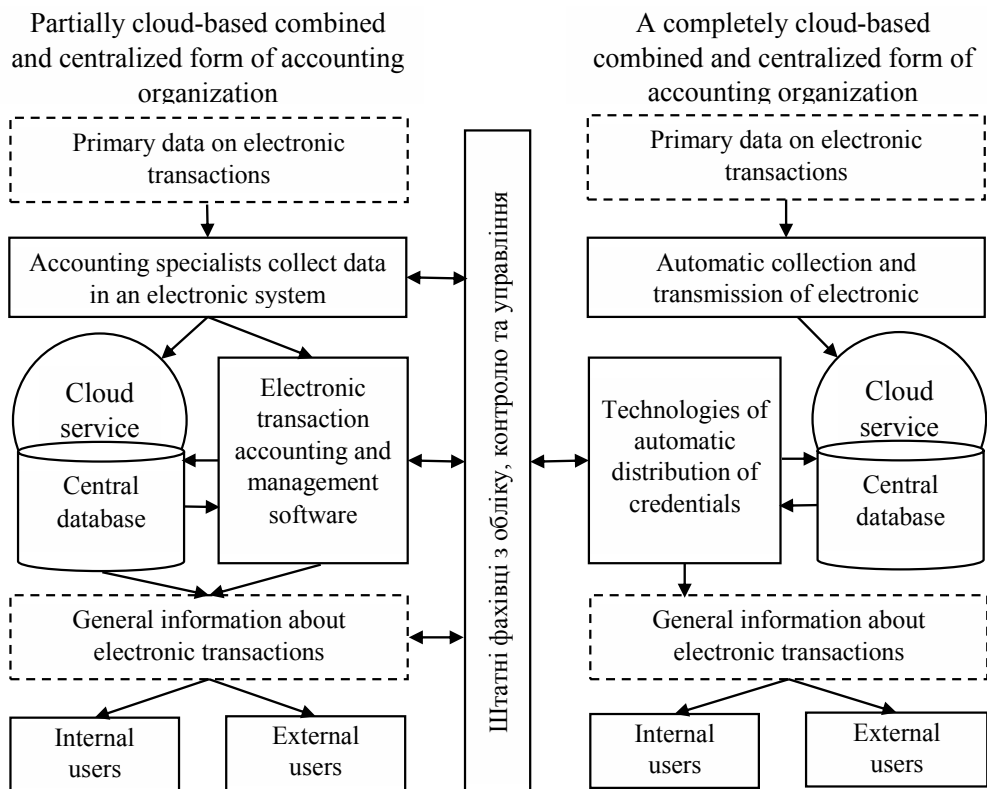 Partially cloud-based combined
and centralized form of accounting
organization
Primary data on electronic
transactions
Accounting specialists collect data
in an electronic system
Cloud
service
Central
database
Electronic
transaction
accounting and
management
software
General information about
electronic transactions
Internal
users
External
users
Штатні фахівці з обліку, контролю та управління
A completely cloud-based
combined and centralized form of
accounting organization
Primary data on electronic
transactions
Automatic collection and
transmission of electronic
Technologies of
automatic
distribution of
credentials
Cloud
service
Central
database
General information about
electronic transactions
Internal
users
External
users